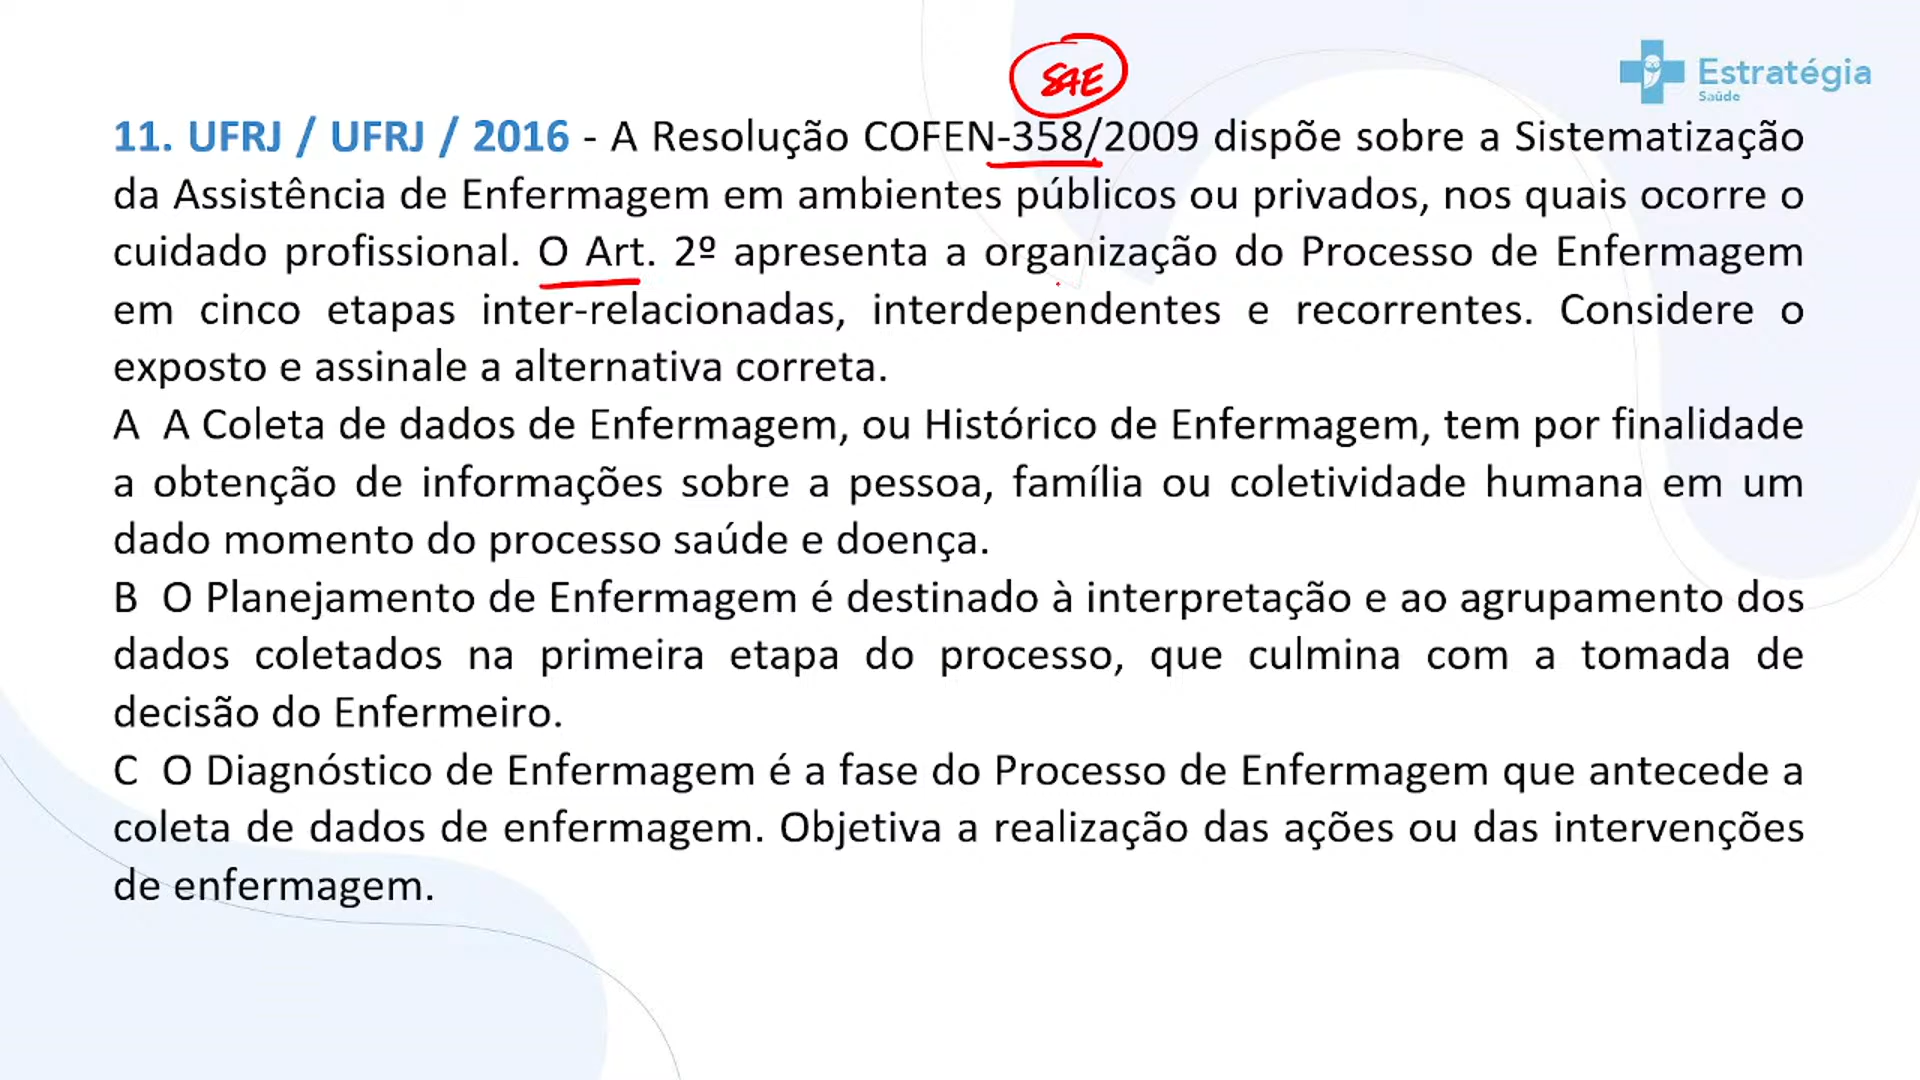 SAE
Estratégia
Saúde
11. UFRJ / UFRJ / 2016 - A Resolução COFEN-358/2009 dispõe sobre a Sistematização
da Assistência de Enfermagem em ambientes públicos ou privados, nos quais ocorre o
cuidado profissional. O Art. 2º apresenta a organização do Processo de Enfermagem
em cinco etapas inter-relacionadas, interdependentes e recorrentes. Considere o
exposto e assinale a alternativa correta.
A A Coleta de dados de Enfermagem, ou Histórico de Enfermagem, tem por finalidade
a obtenção de informações sobre a pessoa, família ou coletividade humana em um
dado momento do processo saúde e doença.
B O Planejamento de Enfermagem é destinado à interpretação e ao agrupamento dos
dados coletados na primeira etapa do processo, que culmina com a tomada de
decisão do Enfermeiro.
C O Diagnóstico de Enfermagem é a fase do Processo de Enfermagem que antecede a
coleta de dados de enfermagem. Objetiva a realização das ações ou das intervenções
de enfermagem.